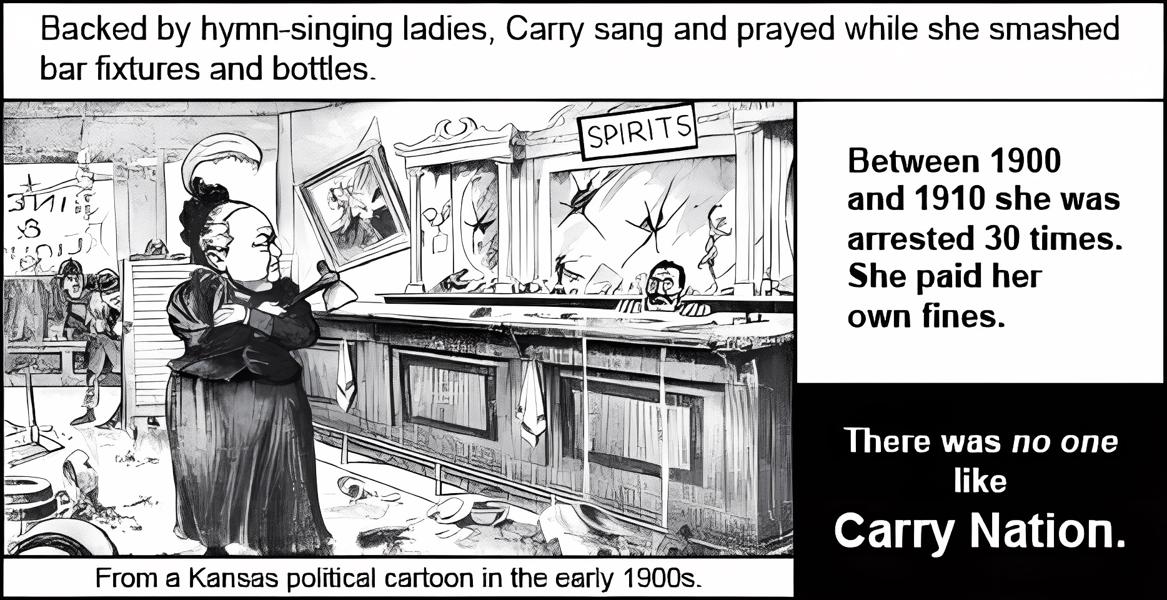 Backed by hymn-singing ladies, Carry sang and prayed while she smashed
bar fixtures and bottles.
SPIRITS
Between 1900
and 1910 she was
arrested 30 times.
She paid her
own fines.
There was no one
like
Carry Nation.
From a Kansas political cartoon in the early 1900s.